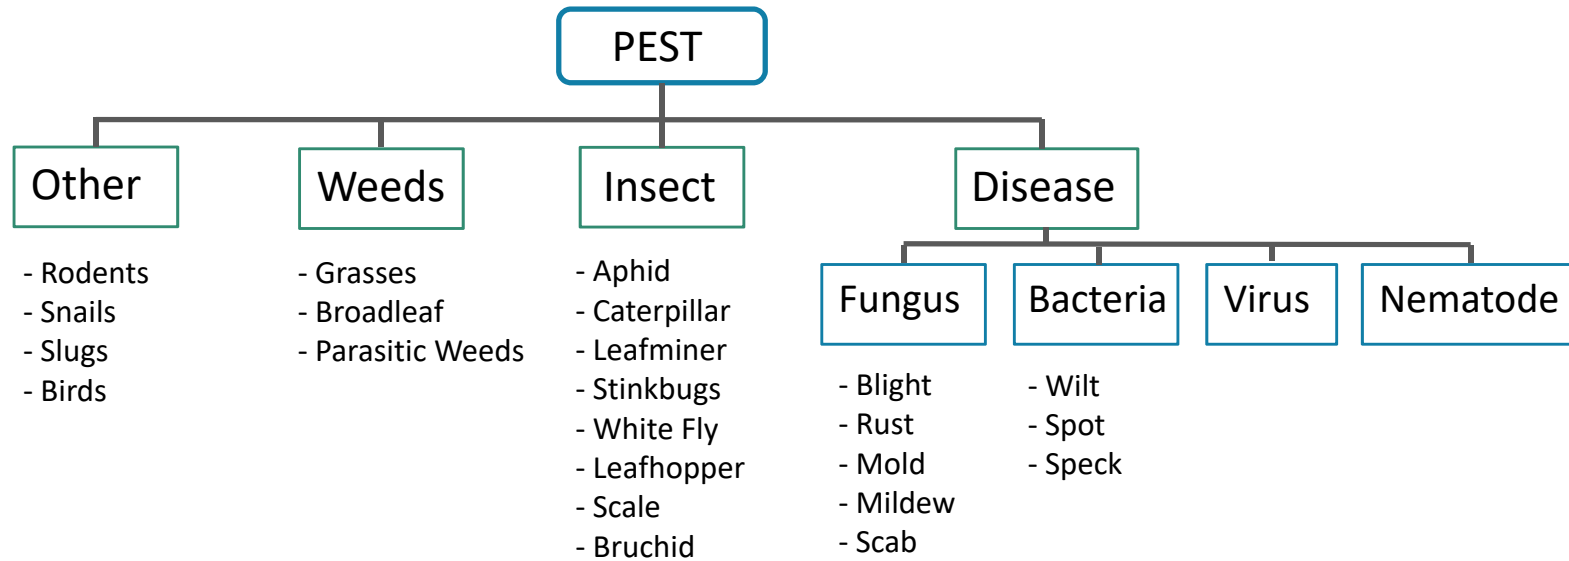 PEST
Other
Weeds
Insect
Disease
- Rodents
- Snails
- Slugs
- Birds
- Grasses
- Broadleaf
- Parasitic Weeds
- Aphid
- Caterpillar
- Leafminer
- Stinkbugs
- White Fly
- Leafhopper
- Scale
- Bruchid
Fungus
Bacteria
Virus
Nematode
- Blight
- Rust
- Mold
- Mildew
- Scab
- Wilt
- Spot
- Speck